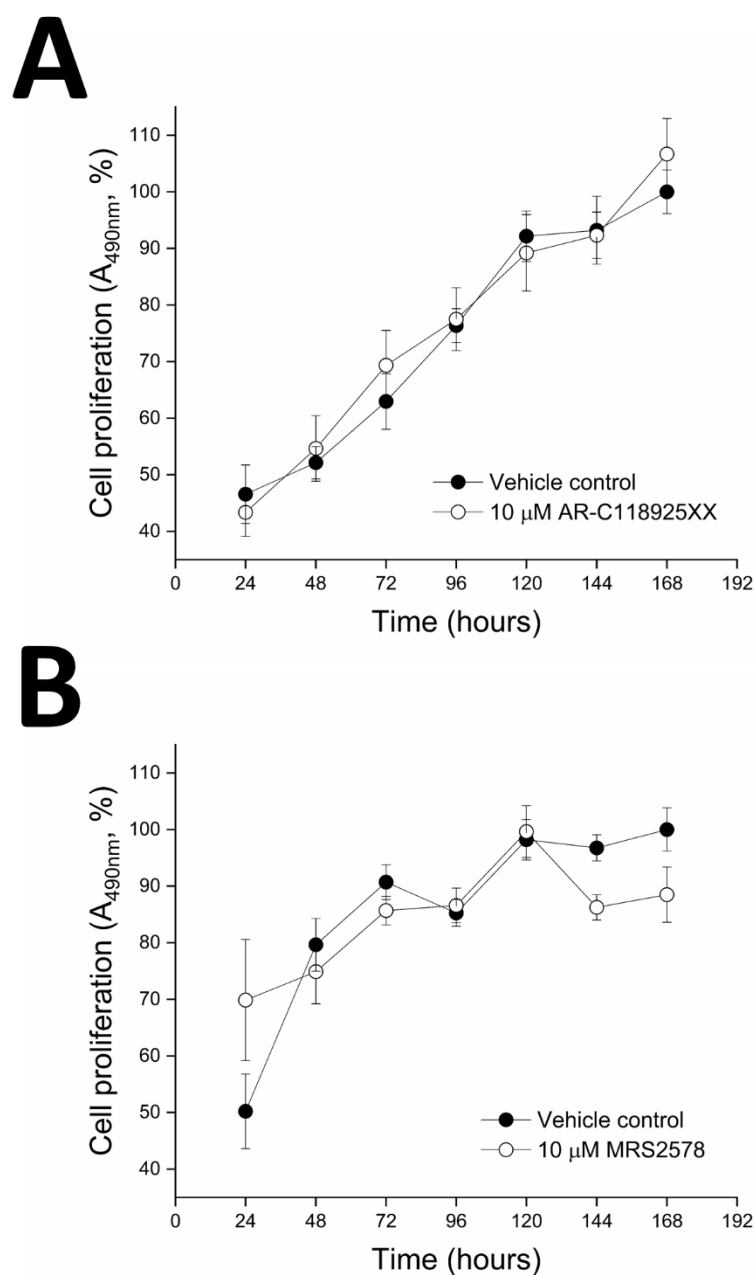 A
Cell proliferation (A490nm, %)
110
100
90
80
70
60
50
40
Vehicle control
10 μM AR-C118925XX
0 24 48 72 96 120 144 168 192
Time (hours)
B
Cell proliferation (A490nm, %)
110
100
90
80
70
60
50
40
Vehicle control
10 μM MRS2578
0 24 48 72 96 120 144 168 192
Time (hours)